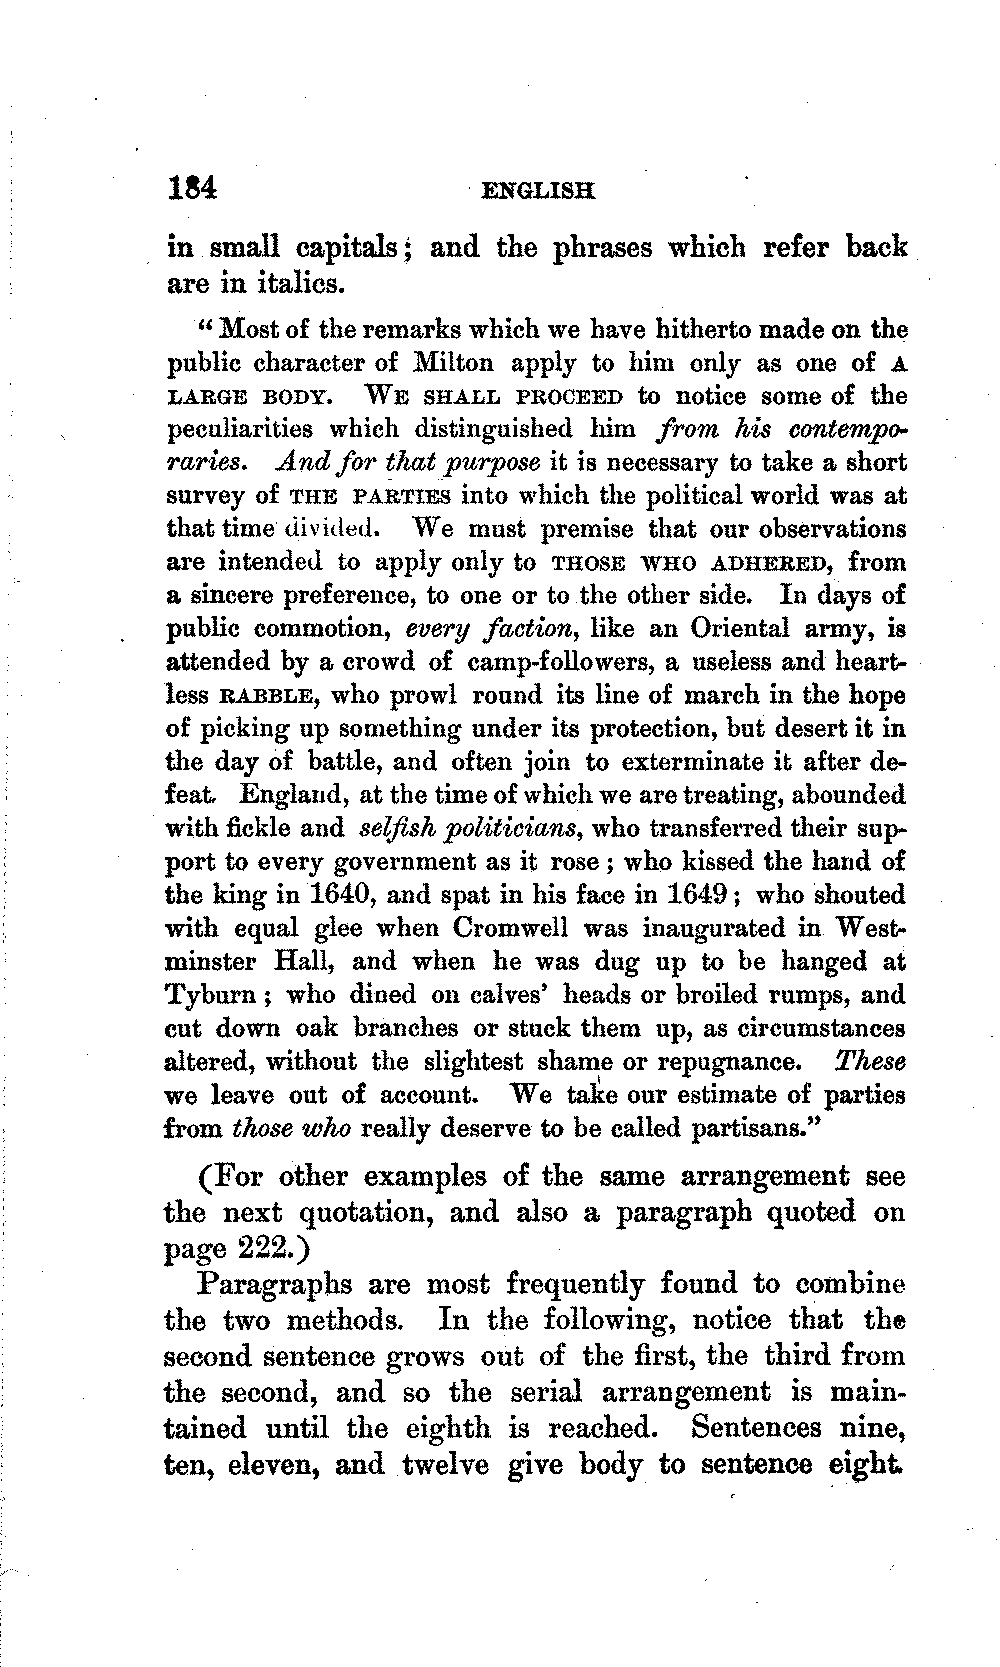 184 ENGLISH
in small capitals; and the phrases which refer back
are in italics.
"Most of the remarks which we have hitherto made on the
public character of Milton apply to him only as one of A
LARGE BODY. WE SHALL PROCEED to notice some of the
peculiarities which distinguished him from his contempo-
raries. And for that purpose it is necessary to take a short
survey of THE PARTIES into which the political world was at
that time divided. We must premise that our observations
are intended to apply only to THOSE WHO ADHERED, from
a sincere preference, to one or to the other side. In days of
public commotion, every faction, like an Oriental army, is
attended by a crowd of camp-followers, a useless and heart-
less RABBLE, who prowl round its line of march in the hope
of picking up something under its protection, but desert it in
the day of battle, and often join to exterminate it after de-
feat. England, at the time of which we are treating, abounded
with fickle and selfish politicians, who transferred their sup-
port to every government as it rose; who kissed the hand of
the king in 1640, and spat in his face in 1649; who shouted
with equal glee when Cromwell was inaugurated in West-
minster Hall, and when he was dug up to be hanged at
Tyburn; who dined on calves' heads or broiled rumps, and
cut down oak branches or stuck them up, as circumstances
altered, without the slightest shame or repugnance. These
we leave out of account. We take our estimate of parties
from those who really deserve to be called partisans."
(For other examples of the same arrangement see
the next quotation, and also a paragraph quoted on
page 222.)
Paragraphs are most frequently found to combine
the two methods. In the following, notice that the
second sentence grows out of the first, the third from
the second, and so the serial arrangement is main-
tained until the eighth is reached. Sentences nine,
ten, eleven, and twelve give body to sentence eight.